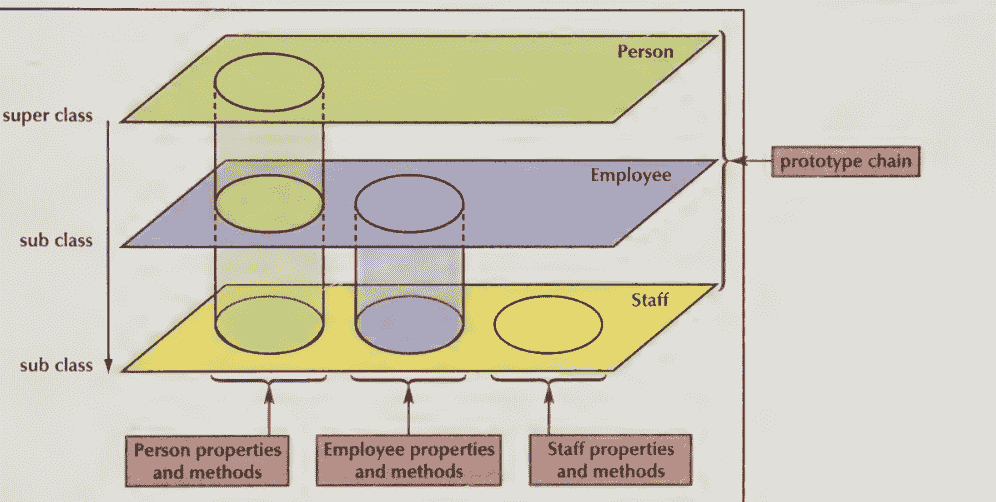 Person
super class
prototype chain
Employee
sub class
Staff
sub class
Person properties
and methods
Employee properties
and methods
Staff properties
and methods